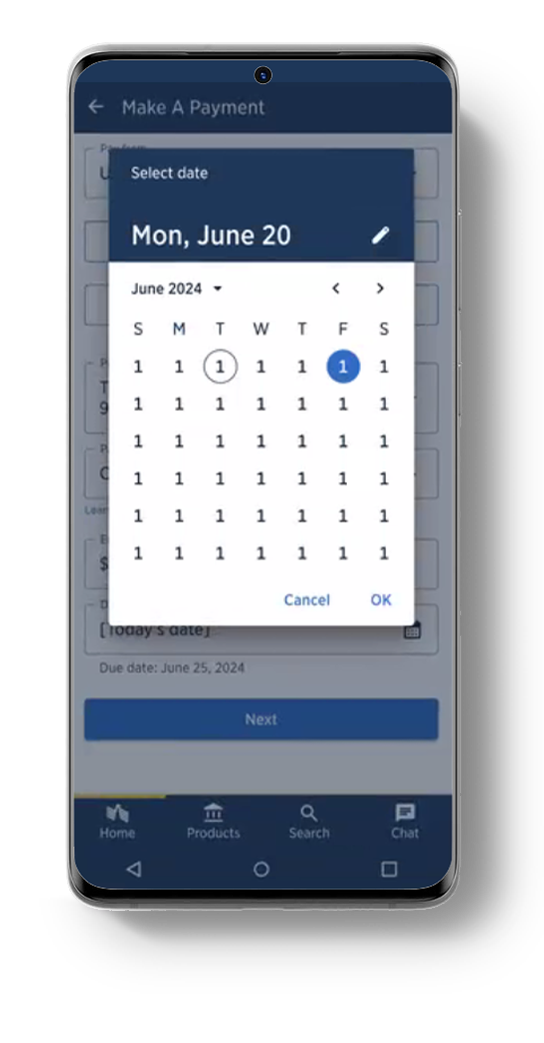 Make A Payment
Select date
Mon, June 20
June 2024
S M T W T F S
1 1 1 1 1 1 1
1 1 1 1 1 1 1
1 1 1 1 1 1 1
1 1 1 1 1 1 1
1 1 1 1 1 1 1
1 1 1 1 1 1 1
$
Cancel OK
[Today's date]
Due date: June 25, 2024
Next
Home Products Search Chat